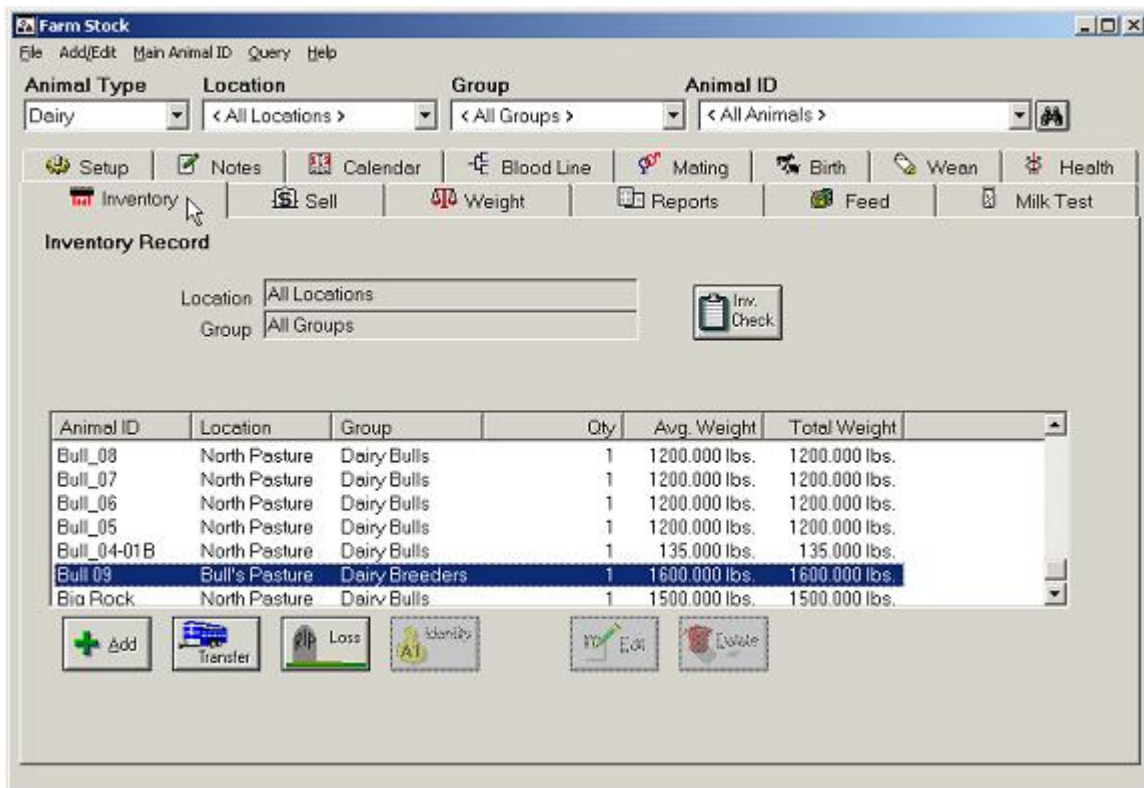 Farm Stock
File Add/Edit Main Animal ID Query Help
Animal Type Location Group Animal ID
Dairy < All Locations > < All Groups > < All Animals >
Setup Notes Calendar Blood Line Mating Birth Wean Health
Inventory Sell Weight Reports Feed Milk Test
Inventory Record
Location All Locations
Group All Groups
Inv.
Check
Animal ID Location Group Qty Avg. Weight Total Weight
Bull_08 North Pasture Dairy Bulls 1 1200.000 lbs. 1200.000 lbs.
Bull_07 North Pasture Dairy Bulls 1 1200.000 lbs. 1200.000 lbs.
Bull_06 North Pasture Dairy Bulls 1 1200.000 lbs. 1200.000 lbs.
Bull_05 North Pasture Dairy Bulls 1 1200.000 lbs. 1200.000 lbs.
Bull_04-01B North Pasture Dairy Bulls 1 135.000 lbs. 135.000 lbs.
Bull 09 Bull's Pasture Dairy Breeders 1 1600.000 lbs. 1600.000 lbs.
Big Rock North Pasture Dairy Bulls 1 1500.000 lbs. 1500.000 lbs.
Add Transfer rip Loss A1 Identity Edit Delete